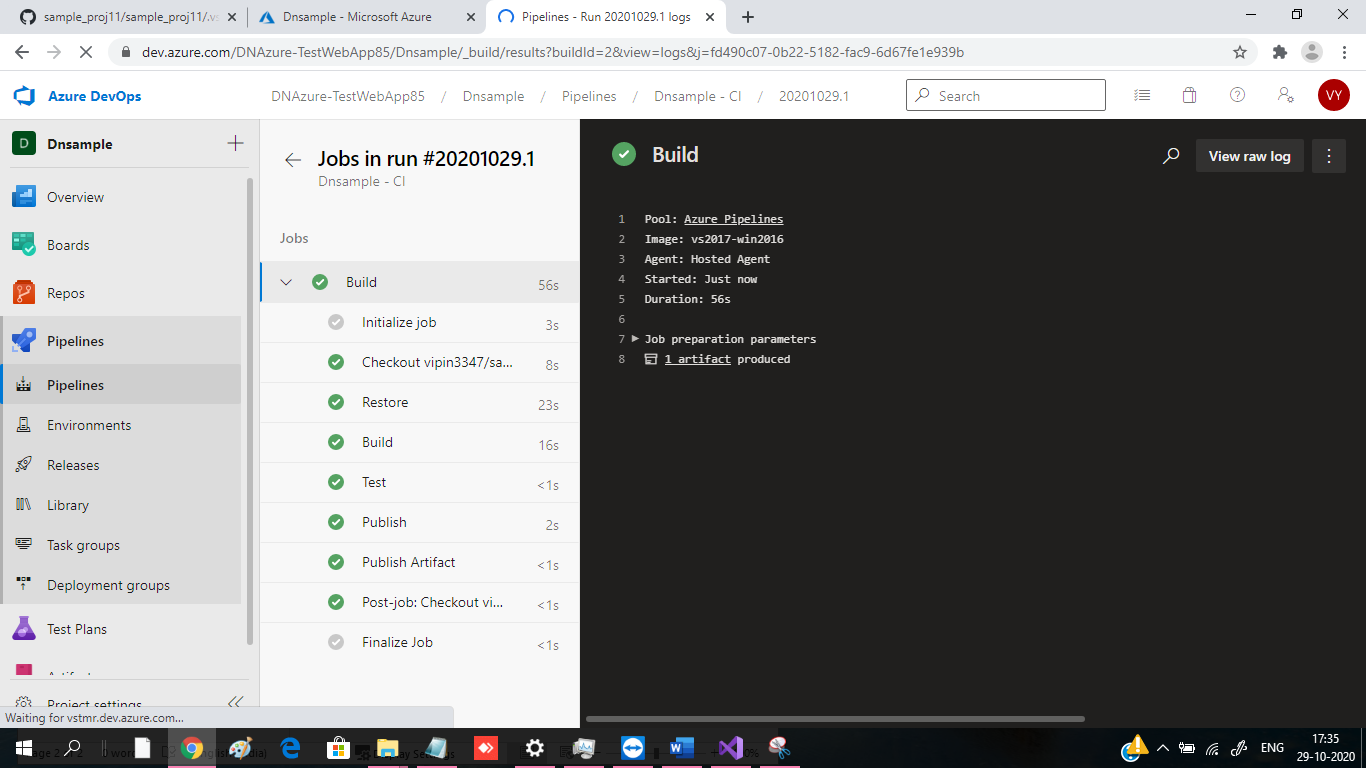 sample_proj11/sample_proj11/.vs
Dnsample - Microsoft Azure
Pipelines - Run 20201029.1 logs
dev.azure.com/DNAzure-TestWebApp85/Dnsample/_build/results?buildId=2&view=logs&j=fd490c07-0b22-5182-fac9-6d67fe1e939b
Azure DevOps
DNAzure-TestWebApp85 / Dnsample / Pipelines / Dnsample - CI / 20201029.1
Search
VY
D Dnsample
Overview
Boards
Repos
Pipelines
Pipelines
Environments
Releases
Library
Task groups
Deployment groups
Test Plans
Project settings
Waiting for vstmr.dev.azure.com...
Jobs in run #20201029.1
Dnsample - CI
Jobs
Build 56s
Initialize job 3s
Checkout vipin3347/sa... 8s
Restore 23s
Build 16s
Test <1s
Publish 2s
Publish Artifact <1s
Post-job: Checkout vi... <1s
Finalize Job <1s
Build
View raw log
1 Pool: Azure Pipelines
2 Image: vs2017-win2016
3 Agent: Hosted Agent
4 Started: Just now
5 Duration: 56s
6
7 Job preparation parameters
8 1 artifact produced
ENG
17:35
29-10-2020